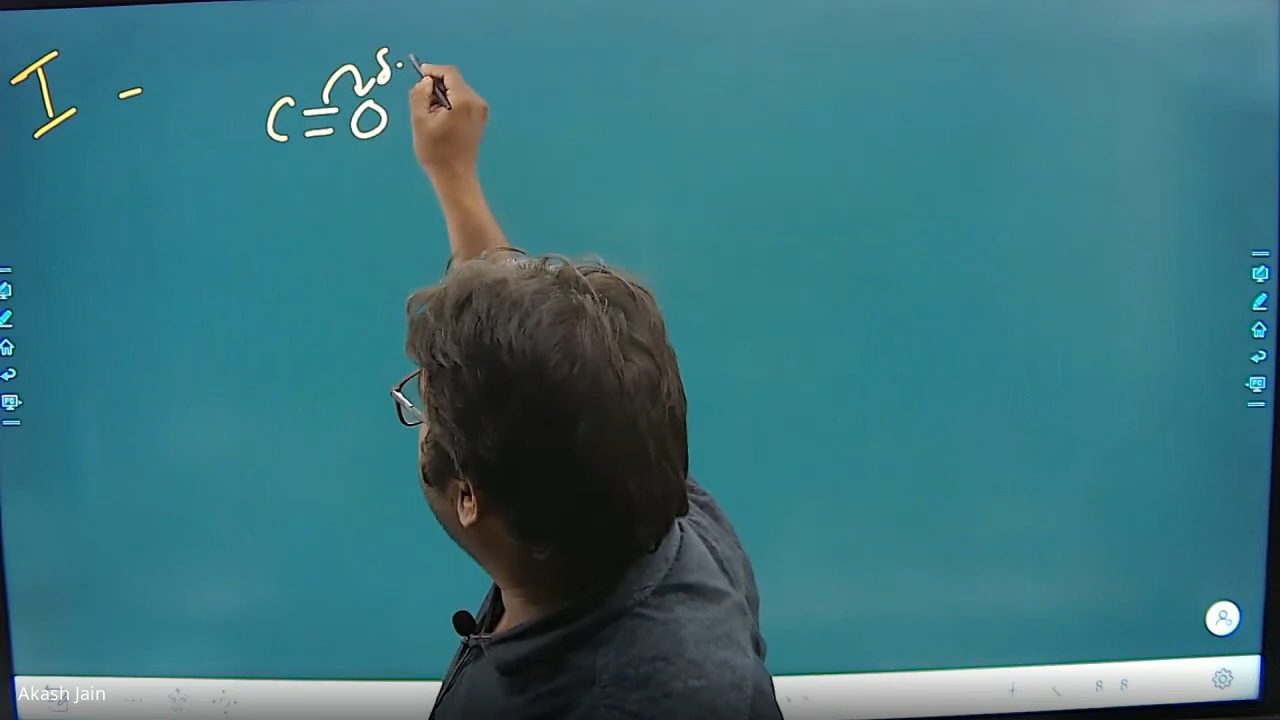 I -
C=O δ
Akash Jain